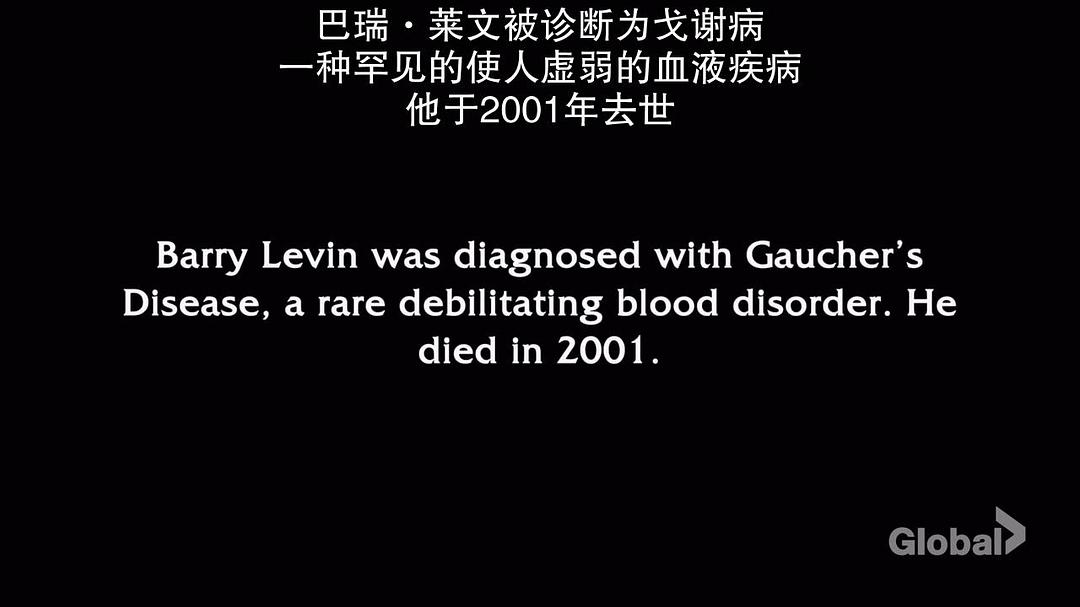 巴瑞·莱文被诊断为戈谢病
一种罕见的使人虚弱的血液疾病
他于2001年去世
Barry Levin was diagnosed with Gaucher's
Disease, a rare debilitating blood disorder. He
died in 2001.
Global